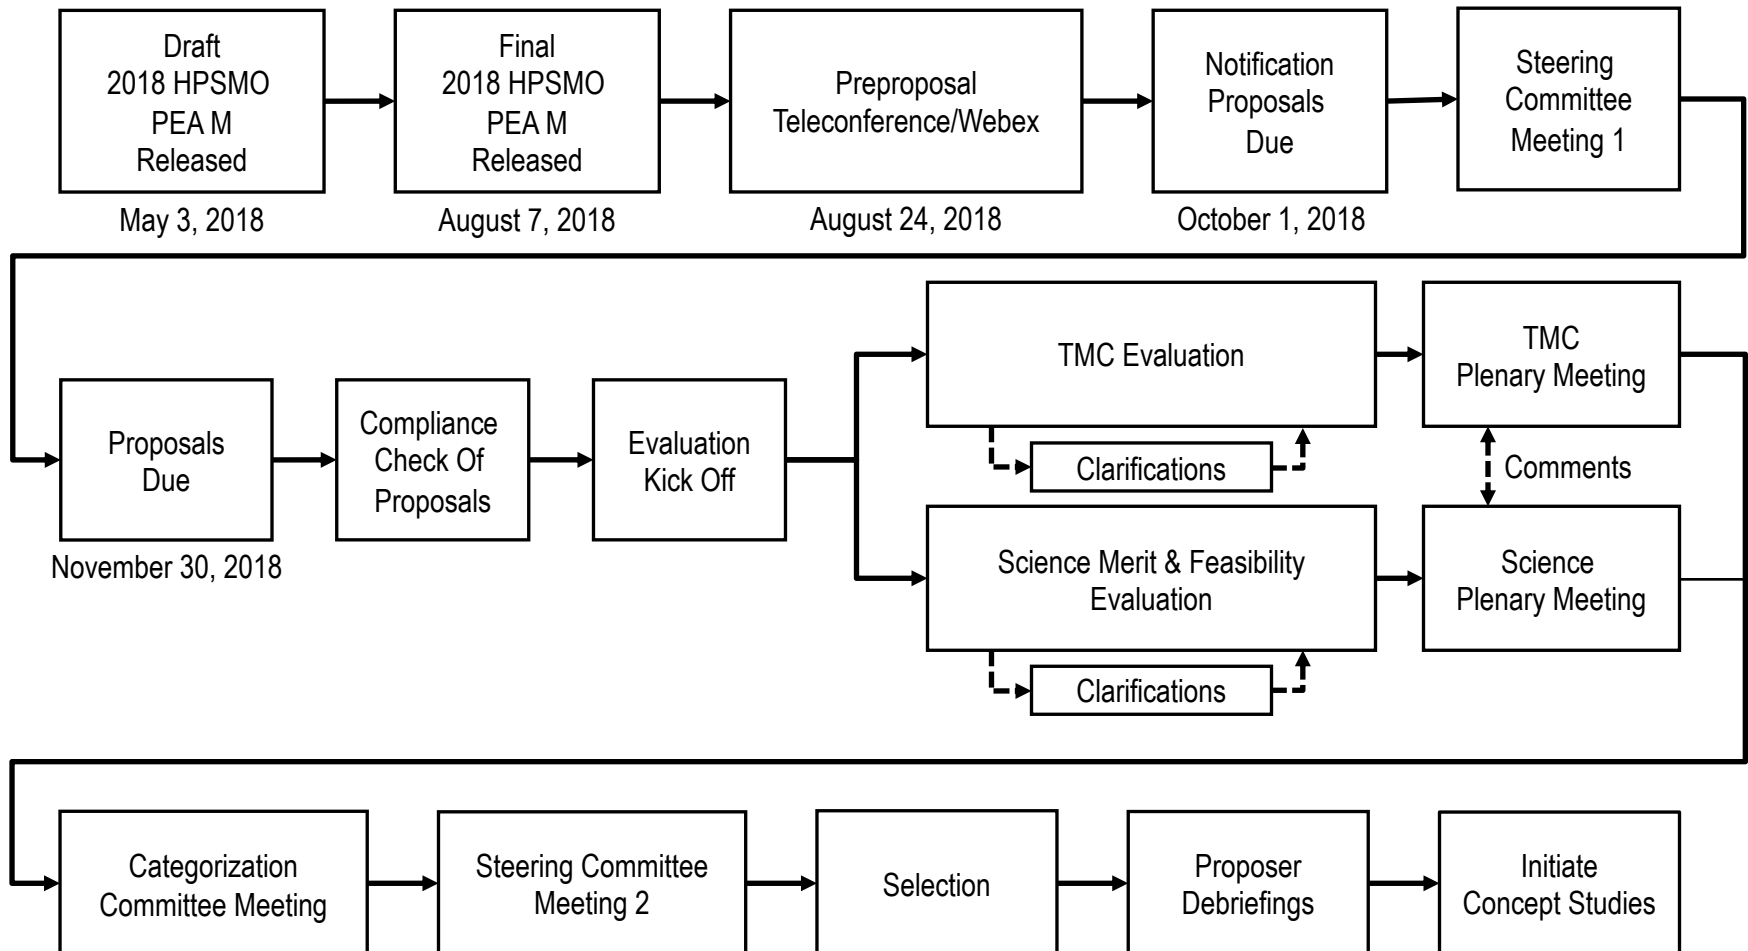 Draft
2018 HPSMO
PEA M
Released
May 3, 2018
Final
2018 HPSMO
PEA M
Released
August 7, 2018
Preproposal
Teleconference/Webex
August 24, 2018
Notification
Proposals
Due
October 1, 2018
Steering
Committee
Meeting 1
Proposals
Due
November 30, 2018
Compliance
Check Of
Proposals
Evaluation
Kick Off
TMC Evaluation
Clarifications
TMC
Plenary Meeting
Comments
Science Merit & Feasibility
Evaluation
Clarifications
Science
Plenary Meeting
Categorization
Committee Meeting
Steering Committee
Meeting 2
Selection
Proposer
Debriefings
Initiate
Concept Studies